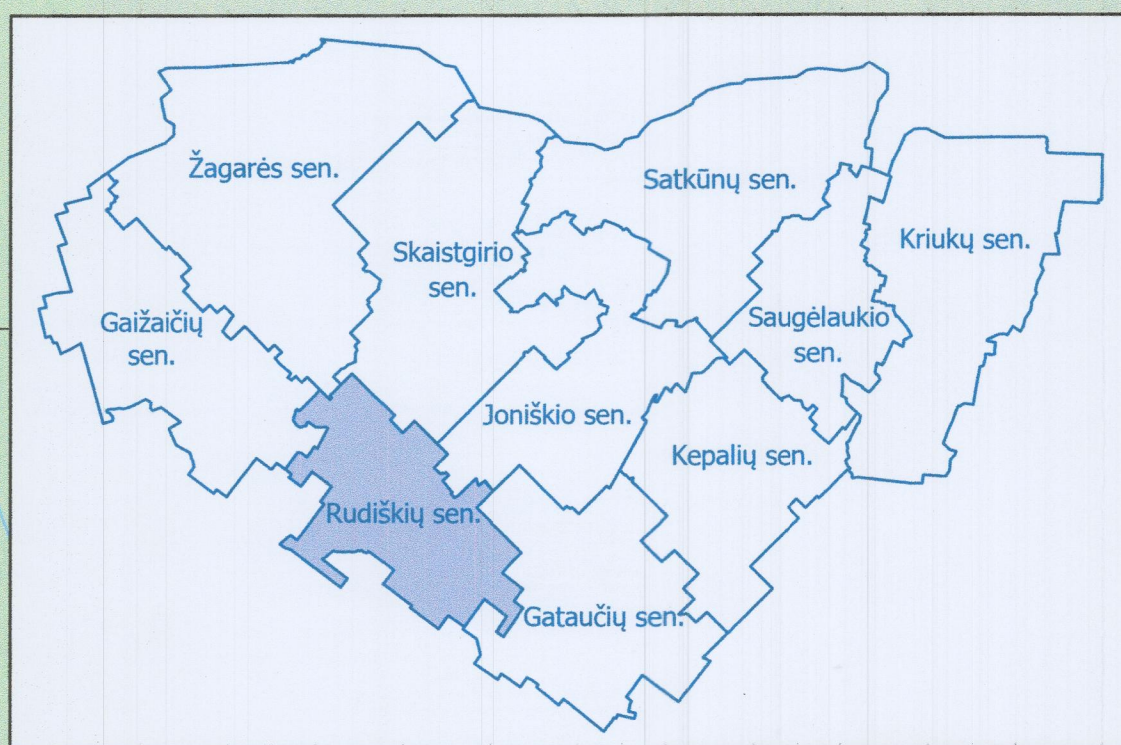 Žagarės sen.
Satkūnų sen.
Skaistgirio
sen.
Kriukų sen.
Gaižaičių
sen.
Saugėlaukio
sen.
Joniškio sen.
Kepalių sen.
Rudiškių sen.
Gataučių sen.